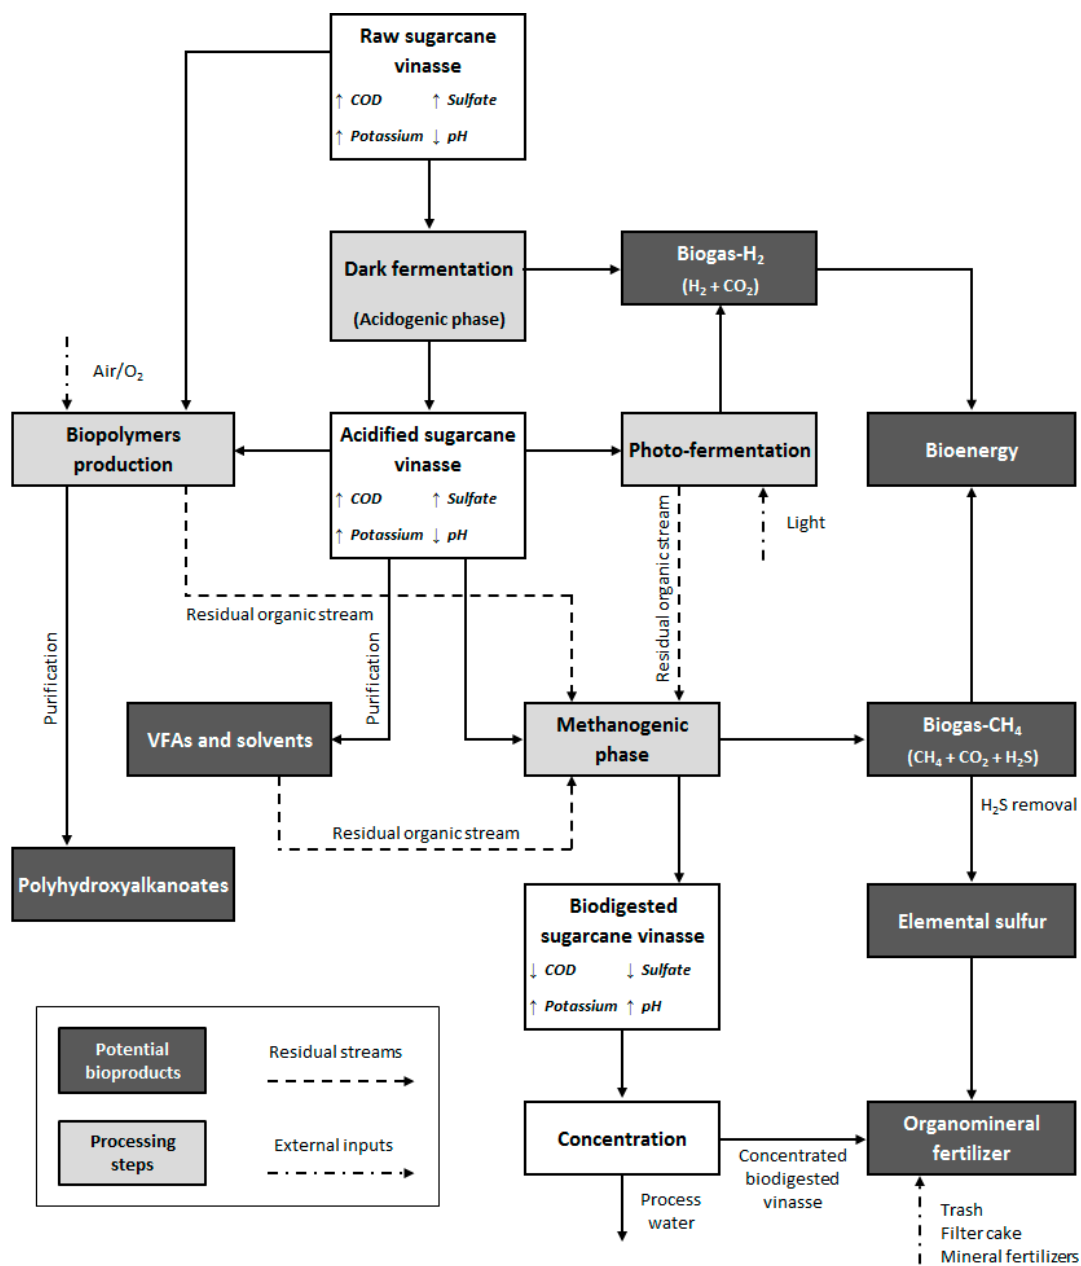 Raw sugarcane
vinasse
↑ COD ↑ Sulfate
↑ Potassium ↓ pH
Dark fermentation
(Acidogenic phase)
Biogas-H₂
(H₂ + CO₂)
Air/O₂
Biopolymers
production
Acidified sugarcane
vinasse
↑ COD ↑ Sulfate
↑ Potassium ↓ pH
Photo-fermentation
Bioenergy
Light
Residual organic stream
Residual organic stream
Purification
Purification
VFAs and solvents
Methanogenic
phase
Biogas-CH₄
(CH₄ + CO₂ + H₂S)
H₂S removal
Residual organic stream
Polyhydroxyalkanoates
Biodigested
sugarcane vinasse
↓ COD ↓ Sulfate
↑ Potassium ↑ pH
Elemental sulfur
Potential
bioproducts
Residual streams
Processing
steps
External inputs
Concentration
Concentrated
biodigested
vinasse
Organomineral
fertilizer
Process
water
Trash
Filter cake
Mineral fertilizers